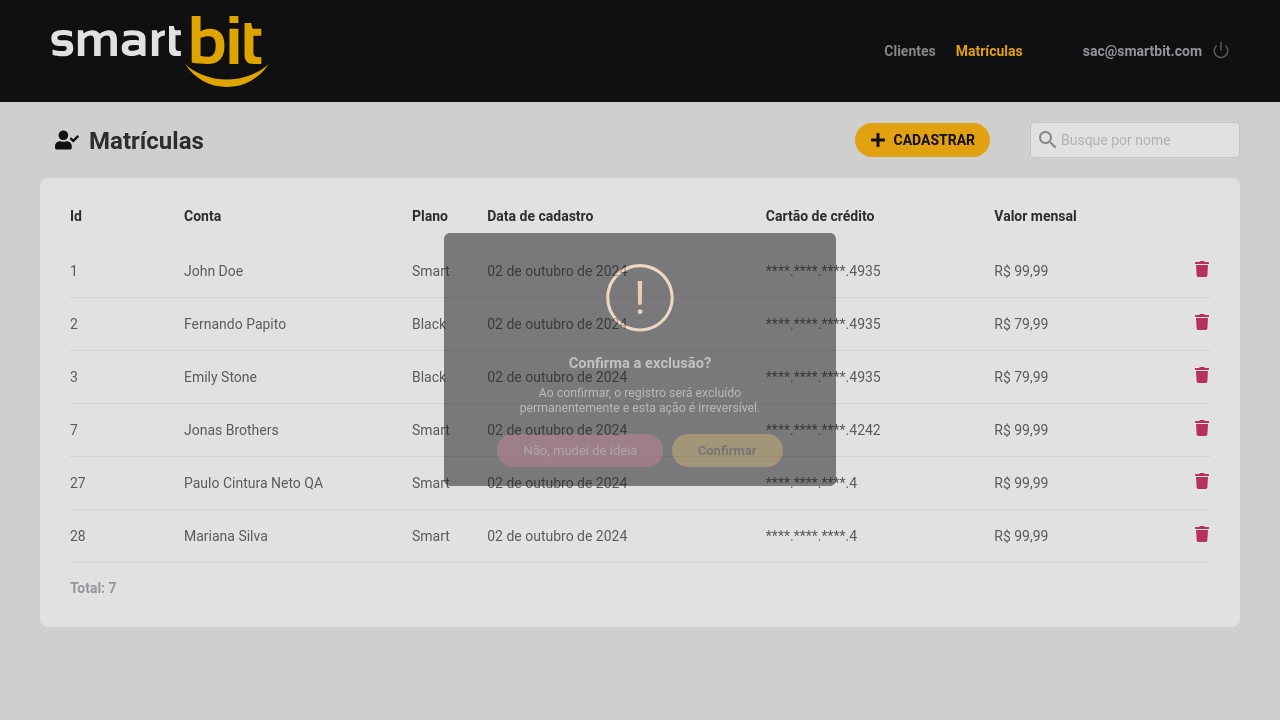 smartbit
Clientes Matrículas sac@smartbit.com
Matrículas CADASTRAR Busque por nome
Id Conta Plano Data de cadastro Cartão de crédito Valor mensal
1 John Doe Smart 02 de outubro de 2024 ****.****.****.4935 R$ 99,99
2 Fernando Papito Black 02 de outubro de 2024 ****.****.****.4935 R$ 79,99
3 Emily Stone Black 02 de outubro de 2024 ****.****.****.4935 R$ 79,99
7 Jonas Brothers Smart 02 de outubro de 2024 ****.****.****.4242 R$ 99,99
27 Paulo Cintura Neto QA Smart 02 de outubro de 2024 ****.****.****.4 R$ 99,99
28 Mariana Silva Smart 02 de outubro de 2024 ****.****.****.4 R$ 99,99
Total: 7
!
Confirma a exclusão?
Ao confirmar, o registro será excluído
permanentemente e esta ação é irreversível.
Não, mudei de ideia Confirmar